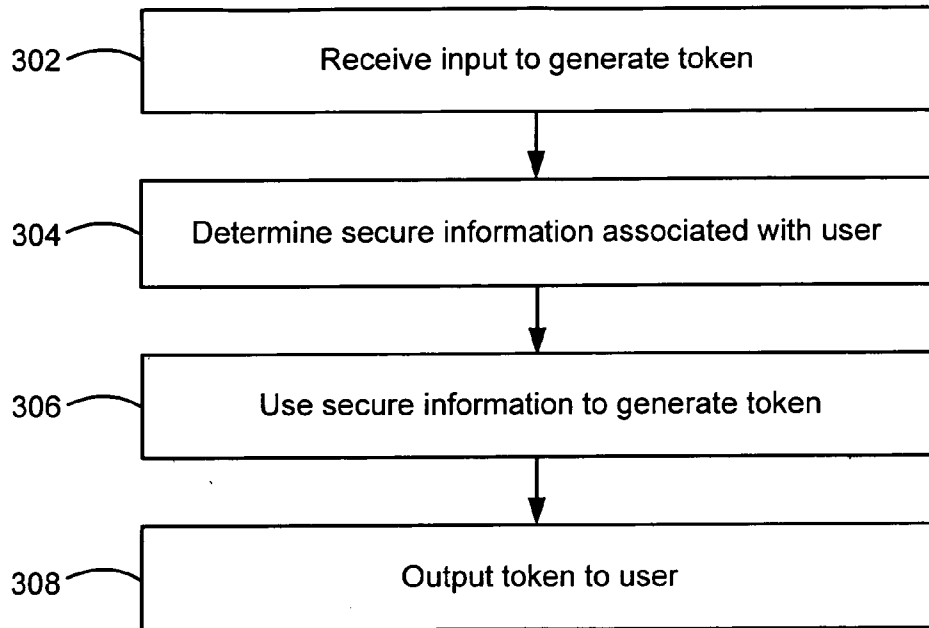 302 Receive input to generate token
304 Determine secure information associated with user
306 Use secure information to generate token
308 Output token to user